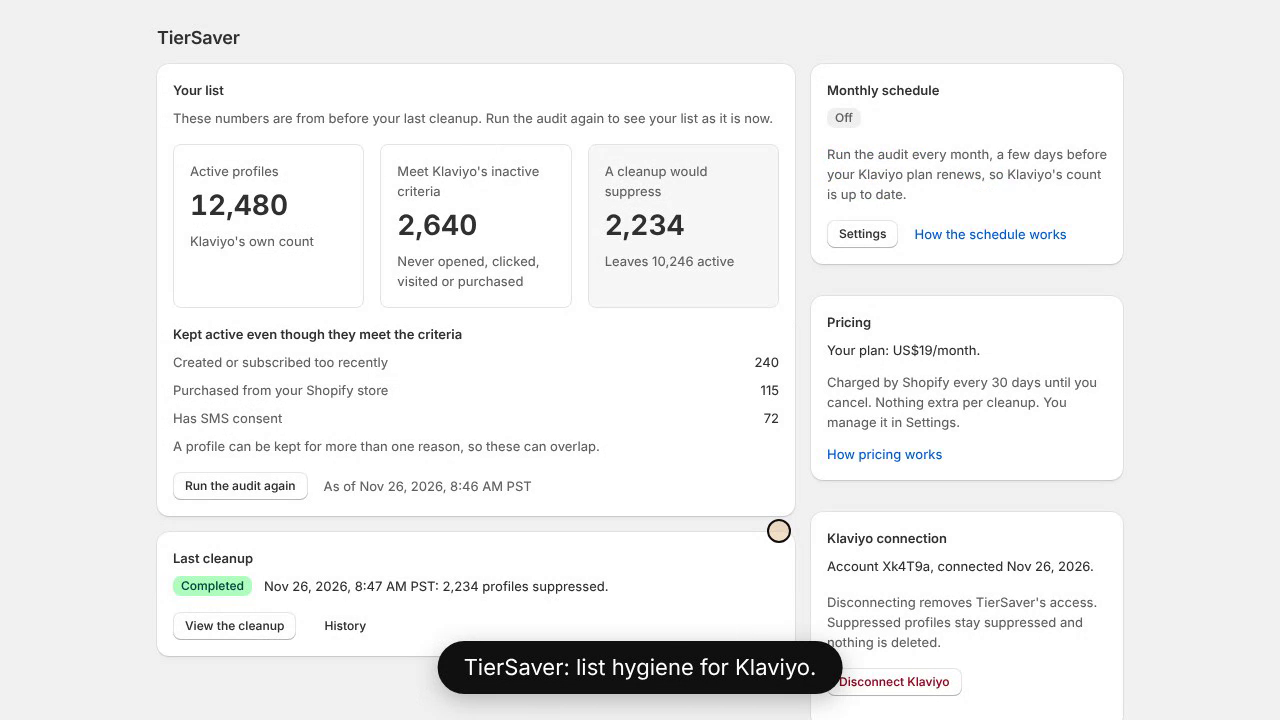 TierSaver
Your list
These numbers are from before your last cleanup. Run the audit again to see your list as it is now.
Active profiles
12,480
Klaviyo's own count
Meet Klaviyo's inactive
criteria
2,640
Never opened, clicked,
visited or purchased
A cleanup would
suppress
2,234
Leaves 10,246 active
Kept active even though they meet the criteria
Created or subscribed too recently 240
Purchased from your Shopify store 115
Has SMS consent 72
A profile can be kept for more than one reason, so these can overlap.
Run the audit again As of Nov 26, 2026, 8:46 AM PST
Last cleanup
Completed Nov 26, 2026, 8:47 AM PST: 2,234 profiles suppressed.
View the cleanup History
Monthly schedule
Off
Run the audit every month, a few days before
your Klaviyo plan renews, so Klaviyo's count
is up to date.
Settings How the schedule works
Pricing
Your plan: US$19/month.
Charged by Shopify every 30 days until you
cancel. Nothing extra per cleanup. You
manage it in Settings.
How pricing works
Klaviyo connection
Account Xk4T9a, connected Nov 26, 2026.
Disconnecting removes TierSaver's access.
Suppressed profiles stay suppressed and
nothing is deleted.
Disconnect Klaviyo
TierSaver: list hygiene for Klaviyo.